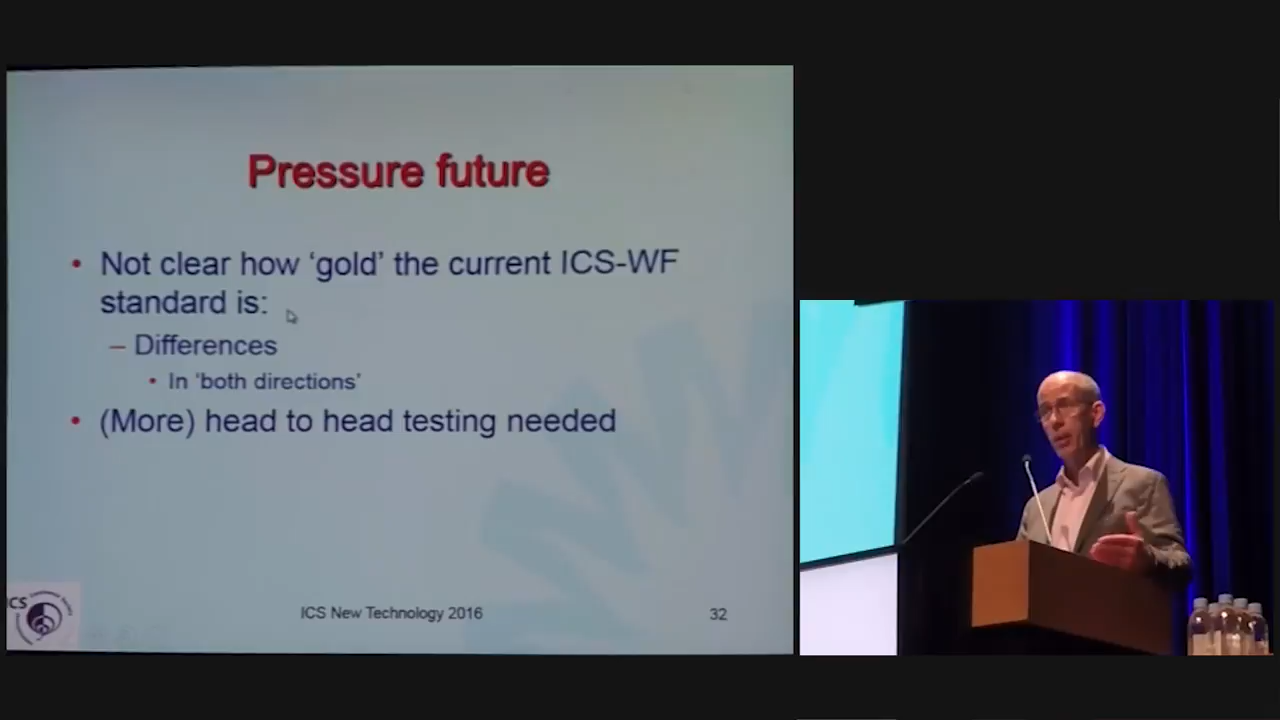 Pressure future
• Not clear how ‘gold’ the current ICS-WF
standard is:
– Differences
• In ‘both directions’
• (More) head to head testing needed
ICS
ICS New Technology 2016
32